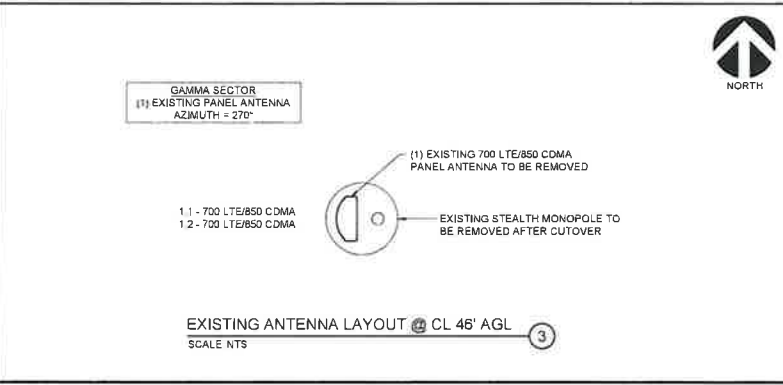 NORTH
GAMMA SECTOR
(1) EXISTING PANEL ANTENNA
AZIMUTH = 270°
(1) EXISTING 700 LTE/850 CDMA
PANEL ANTENNA TO BE REMOVED
1.1 - 700 LTE/850 CDMA
1.2 - 700 LTE/850 CDMA
EXISTING STEALTH MONOPOLE TO
BE REMOVED AFTER CUTOVER
EXISTING ANTENNA LAYOUT @ CL 46' AGL
SCALE NTS
3